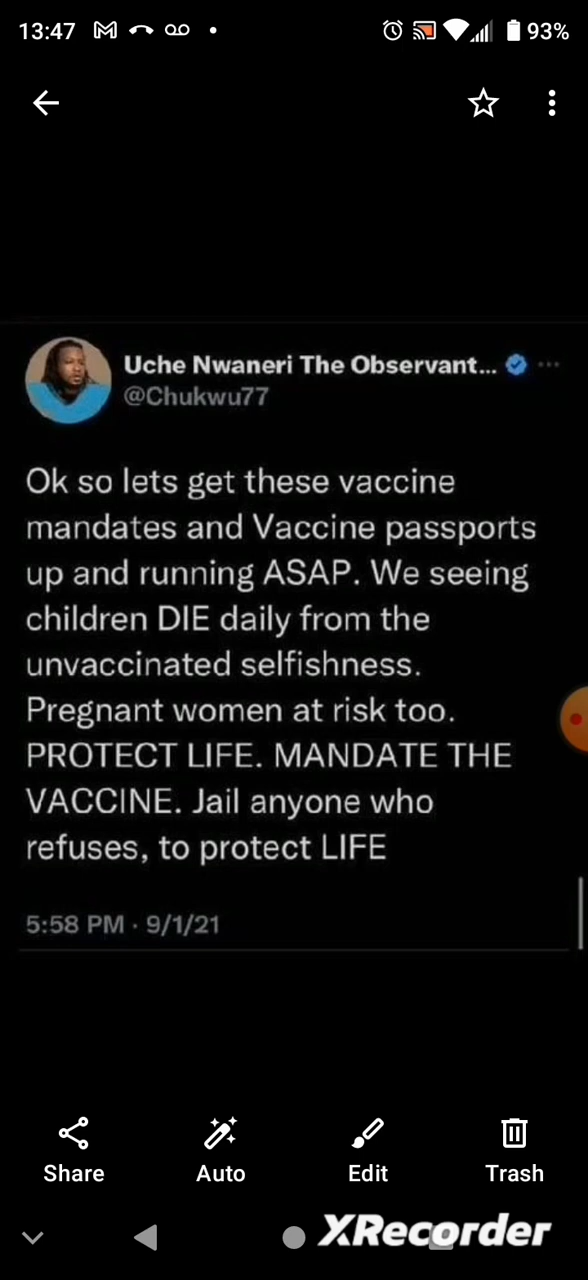 13:47 93%
Uche Nwaneri The Observant...
@Chukwu77
Ok so lets get these vaccine
mandates and Vaccine passports
up and running ASAP. We seeing
children DIE daily from the
unvaccinated selfishness.
Pregnant women at risk too.
PROTECT LIFE. MANDATE THE
VACCINE. Jail anyone who
refuses, to protect LIFE
5:58 PM · 9/1/21
Share Auto Edit Trash
XRecorder